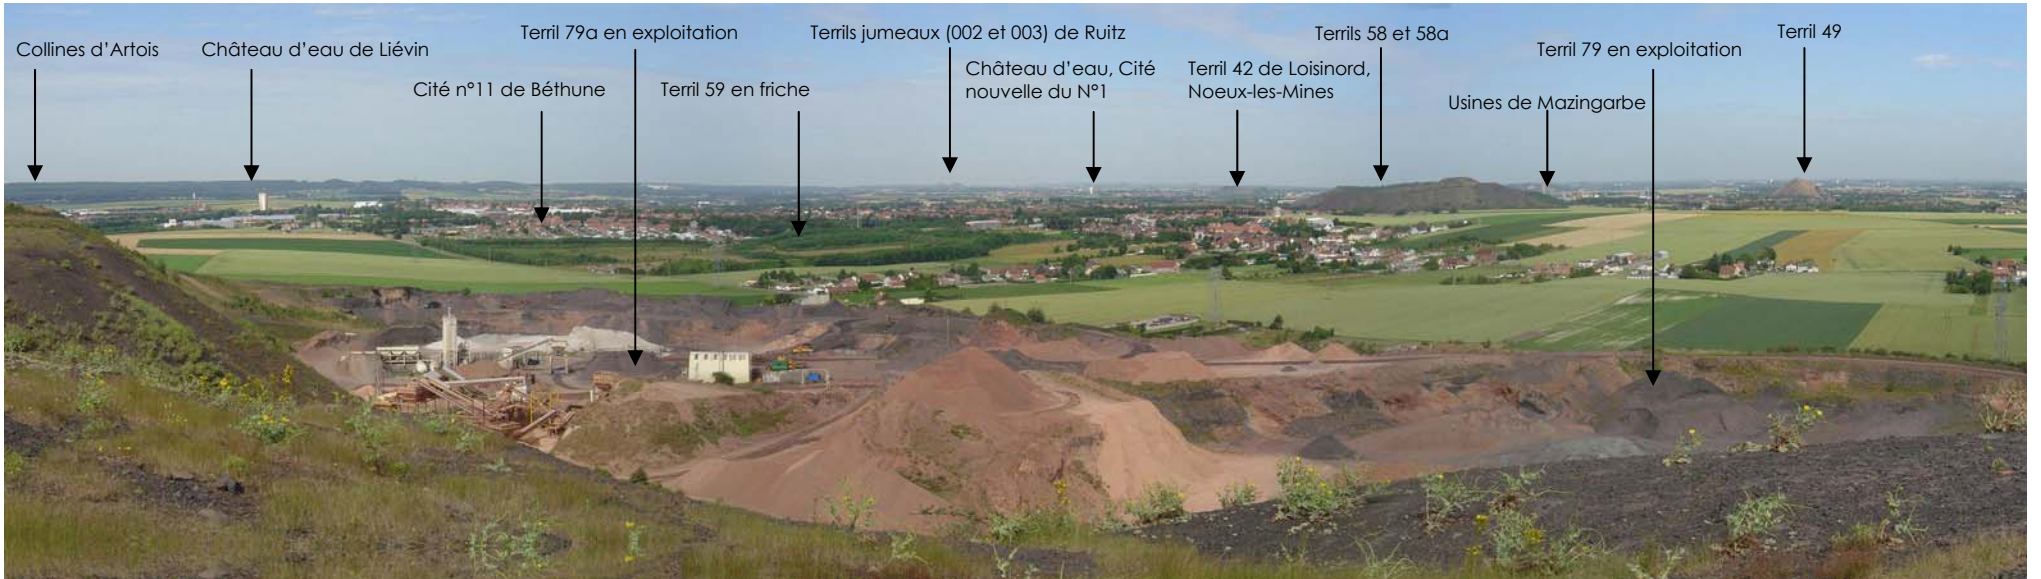 Collines d'Artois
Château d'eau de Liévin
Cité n°11 de Béthune
Terril 79a en exploitation
Terril 59 en friche
Terrils jumeaux (002 et 003) de Ruitz
Château d'eau, Cité
nouvelle du N°1
Terril 42 de Loisinord,
Noeux-les-Mines
Terrils 58 et 58a
Usines de Mazingarbe
Terril 79 en exploitation
Terril 49